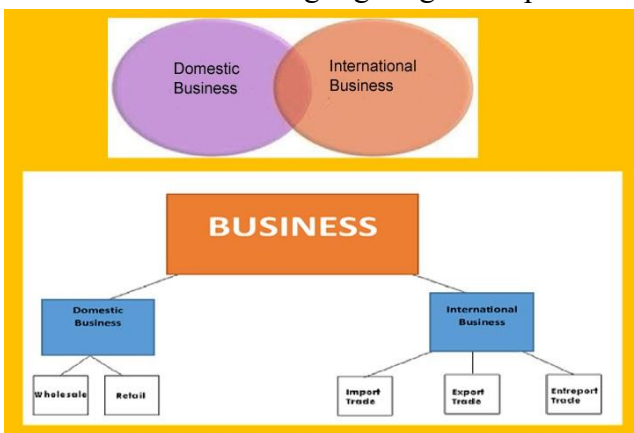 Domestic
Business
International
Business
BUSINESS
Domestic
Business
International
Business
Wholesale
Retail
Import
Trade
Export
Trade
Entreport
Trade